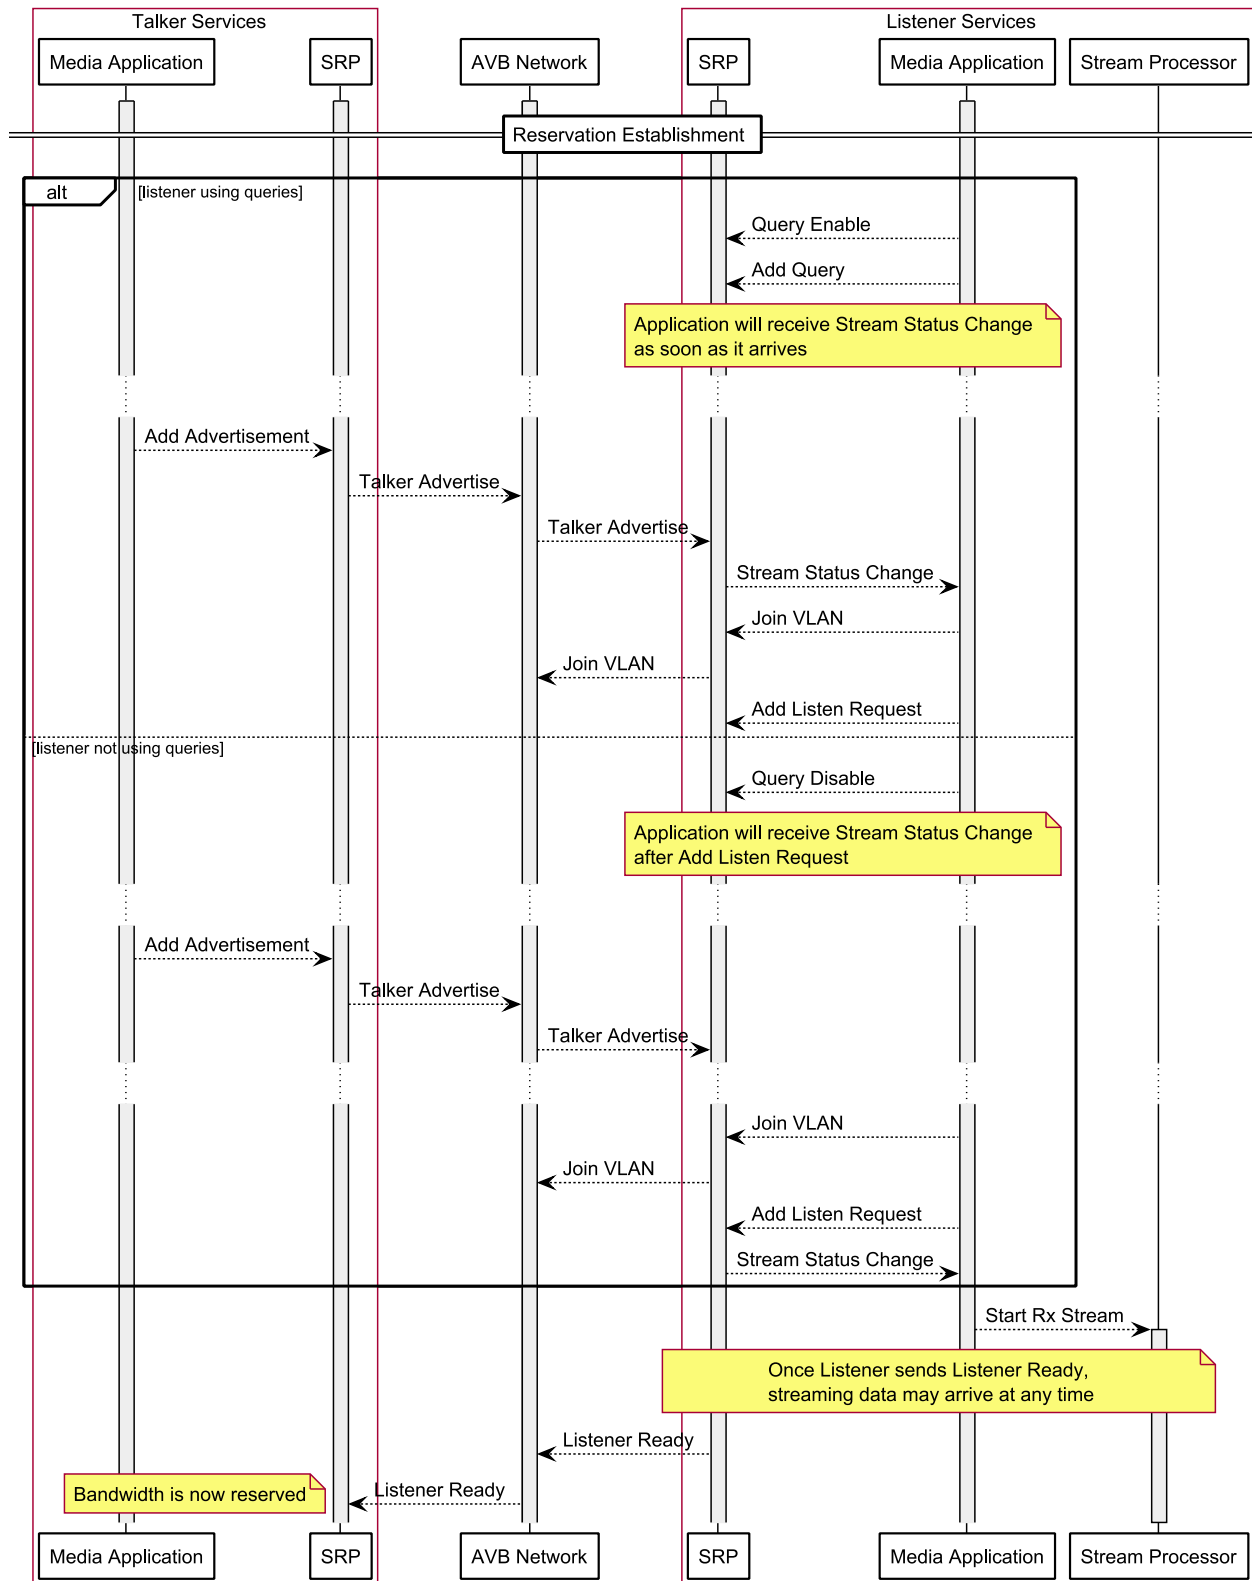 Talker Services
Listener Services
Media Application
SRP
AVB Network
SRP
Media Application
Stream Processor
Reservation Establishment
alt
[listener using queries]
Query Enable
Add Query
Application will receive Stream Status Change
as soon as it arrives
Add Advertisement
Talker Advertise
Talker Advertise
Stream Status Change
Join VLAN
Join VLAN
Add Listen Request
[listener not using queries]
Query Disable
Application will receive Stream Status Change
after Add Listen Request
Add Advertisement
Talker Advertise
Talker Advertise
Join VLAN
Join VLAN
Add Listen Request
Stream Status Change
Start Rx Stream
Once Listener sends Listener Ready,
streaming data may arrive at any time
Listener Ready
Listener Ready
Bandwidth is now reserved
Media Application
SRP
AVB Network
SRP
Media Application
Stream Processor